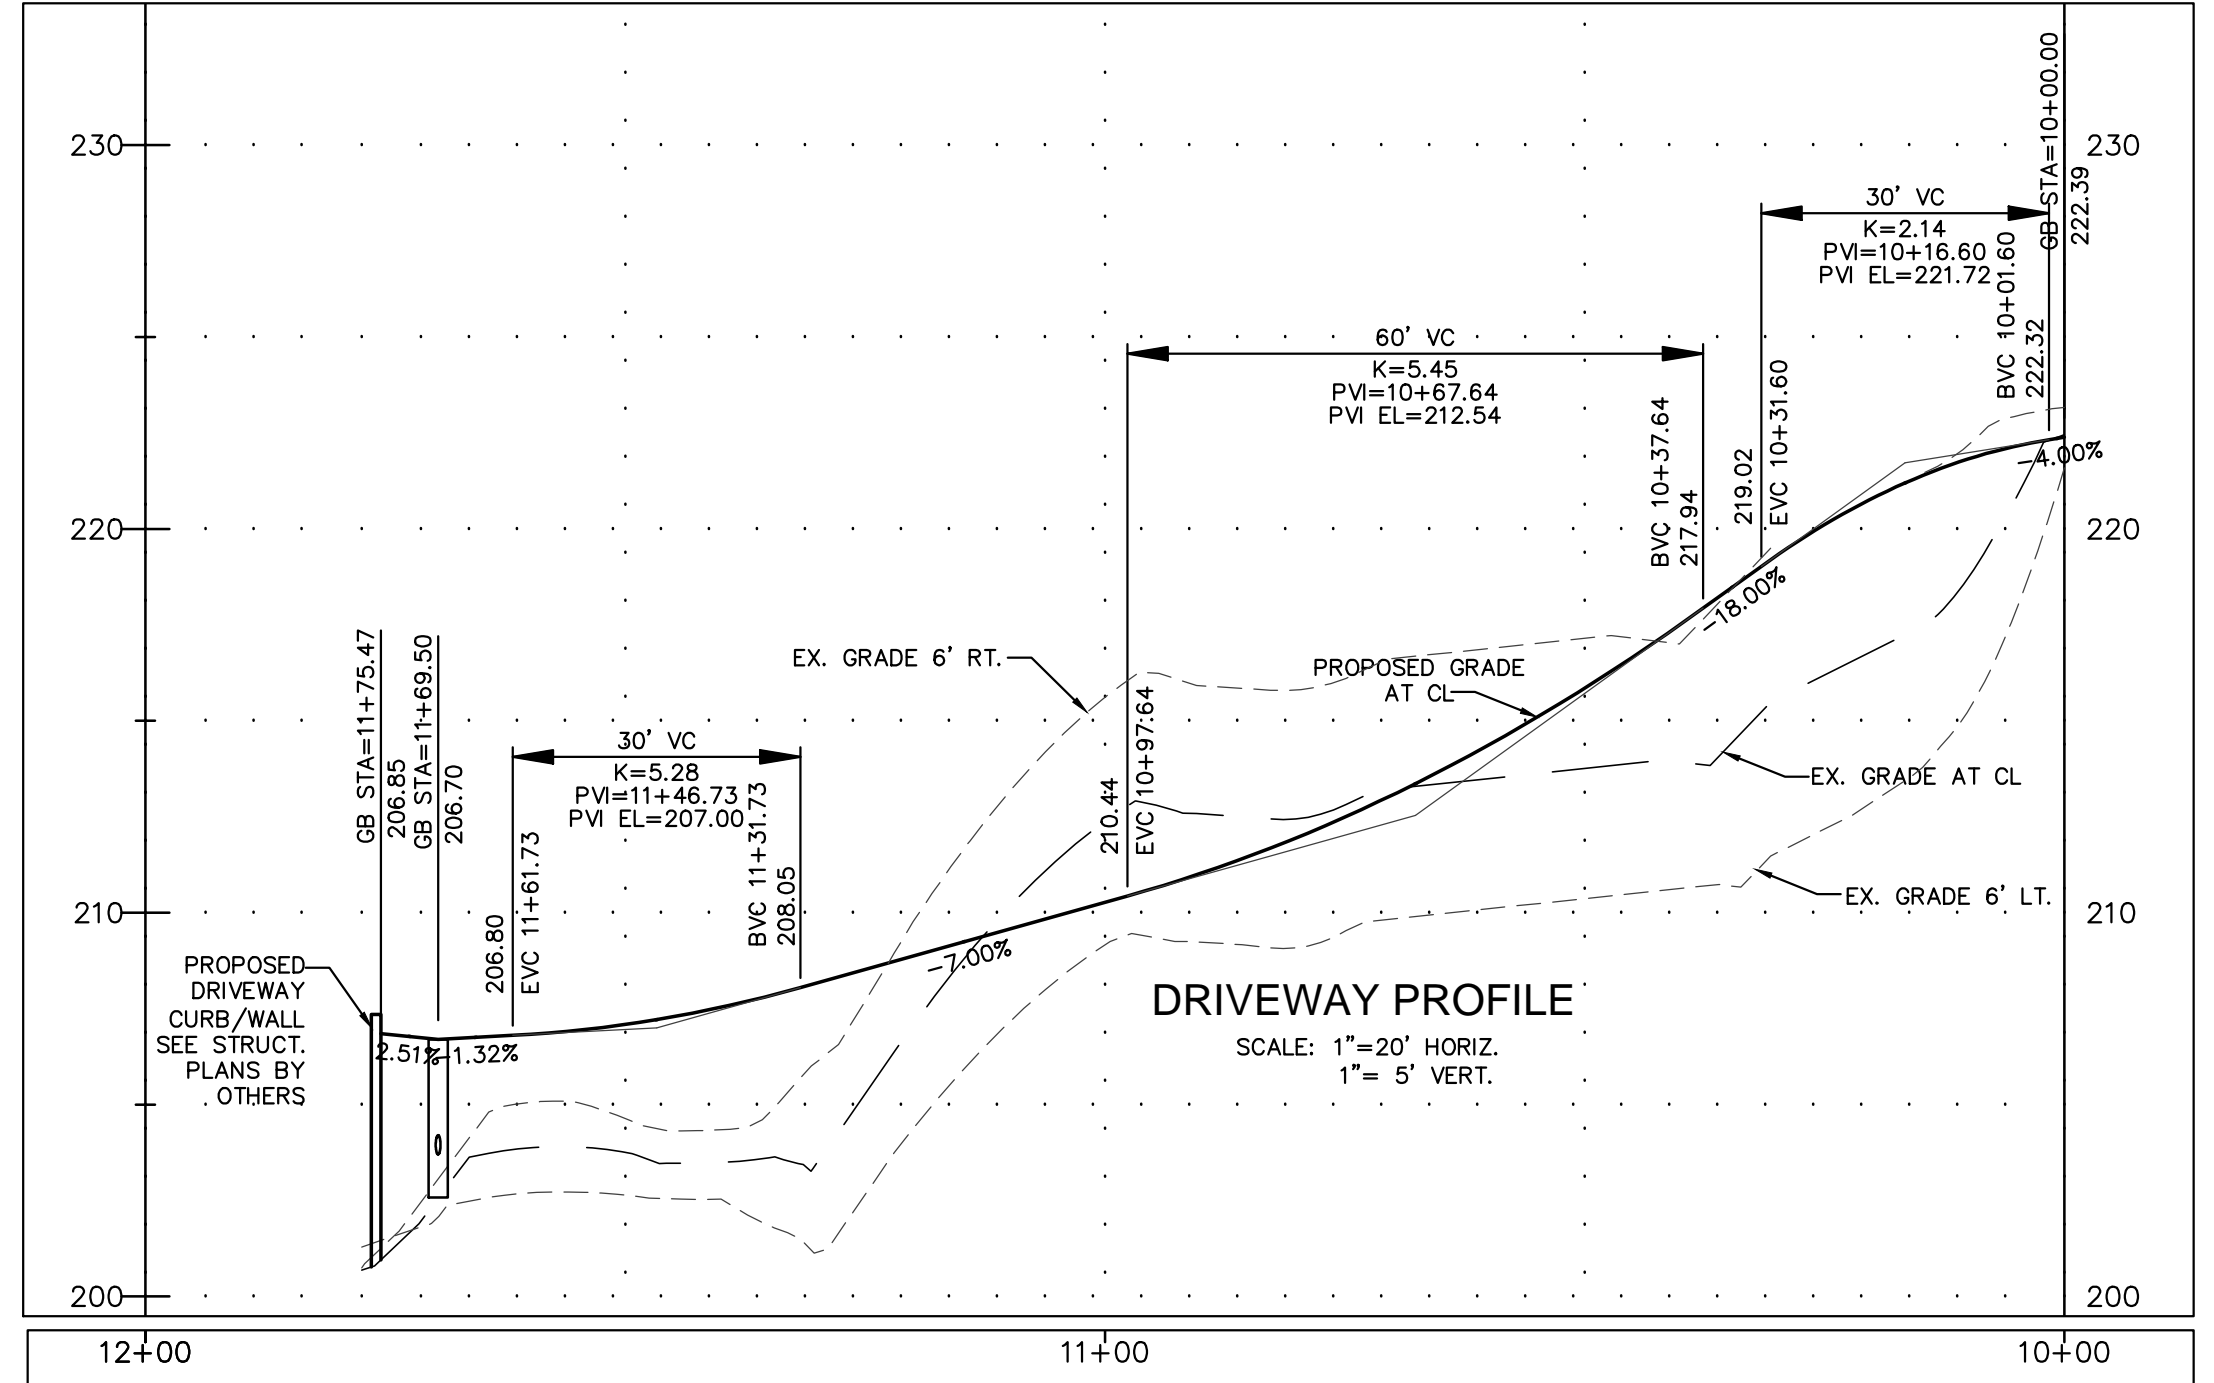 GB STA=10+00.00
222.39
230
230
30' VC
K=2.14
PVI=10+16.60
PVI EL=221.72
BVC 10+01.60
222.32
60' VC
K=5.45
PVI=10+67.64
PVI EL=212.54
BVC 10+37.64
217.94
219.02
EVC 10+31.60
-4.00%
220
220
-18.00%
GB STA=11+75.47
206.85
GB STA=11+69.50
206.70
EX. GRADE 6' RT.
PROPOSED GRADE
AT CL
30' VC
K=5.28
PVI=11+46.73
PVI EL=207.00
BVC 11+31.73
208.05
206.80
EVC 11+61.73
210.44
EVC 10+97.64
EX. GRADE AT CL
EX. GRADE 6' LT.
210
210
-7.00%
PROPOSED
DRIVEWAY
CURB/WALL
SEE STRUCT.
PLANS BY
OTHERS
2.51%
-1.32%
DRIVEWAY PROFILE
SCALE: 1"=20' HORIZ.
1"= 5' VERT.
200
200
12+00
11+00
10+00